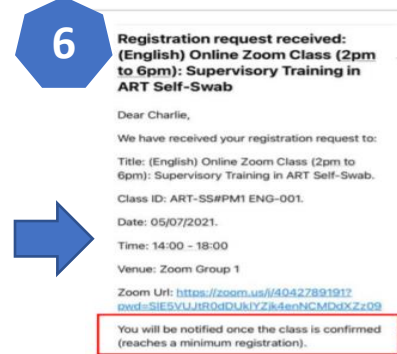 6
Registration request received:
(English) Online Zoom Class (2pm
to 6pm): Supervisory Training in
ART Self-Swab
Dear Charlie,
We have received your registration request to:
Title: (English) Online Zoom Class (2pm to
6pm): Supervisory Training in ART Self-Swab.
Class ID: ART-SS#PM1 ENG-001.
Date: 05/07/2021.
Time: 14:00 - 18:00
Venue: Zoom Group 1
Zoom Url: https://zoom.us/j/4042789191?
pwd=SlE5VUJtR0dDUklYZjk4enNCMDdXZz09
You will be notified once the class is confirmed
(reaches a minimum registration).